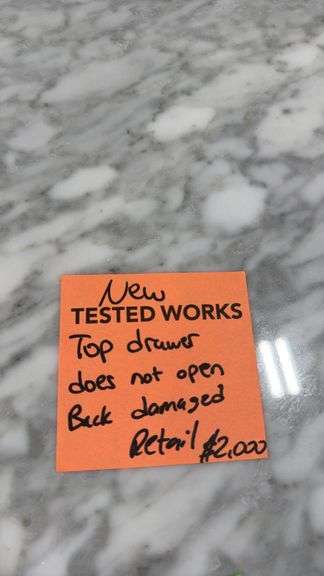 New
TESTED WORKS
Top drawer
does not open
Back damaged
Retail $2,000